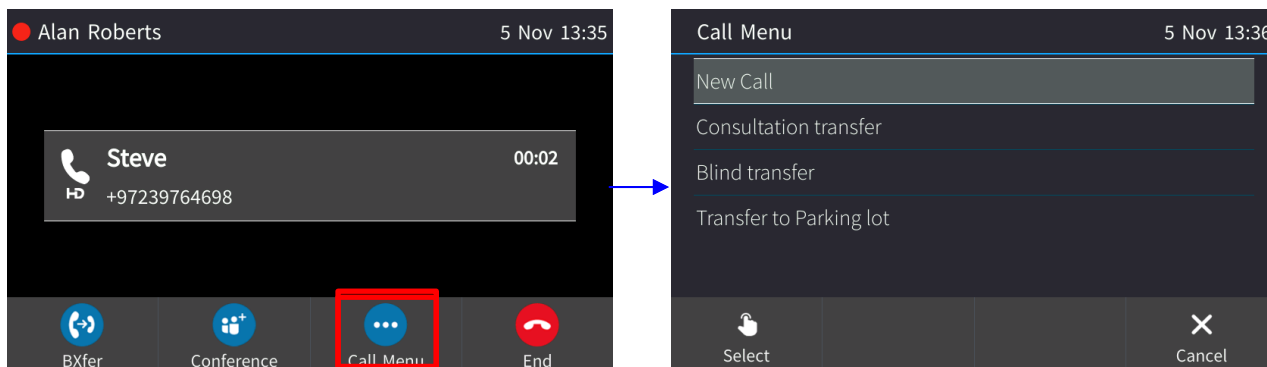 Alan Roberts 5 Nov 13:35
Steve 00:02
HD +97239764698
BXfer Conference Call Menu End
Call Menu 5 Nov 13:36
New Call
Consultation transfer
Blind transfer
Transfer to Parking lot
Select Cancel